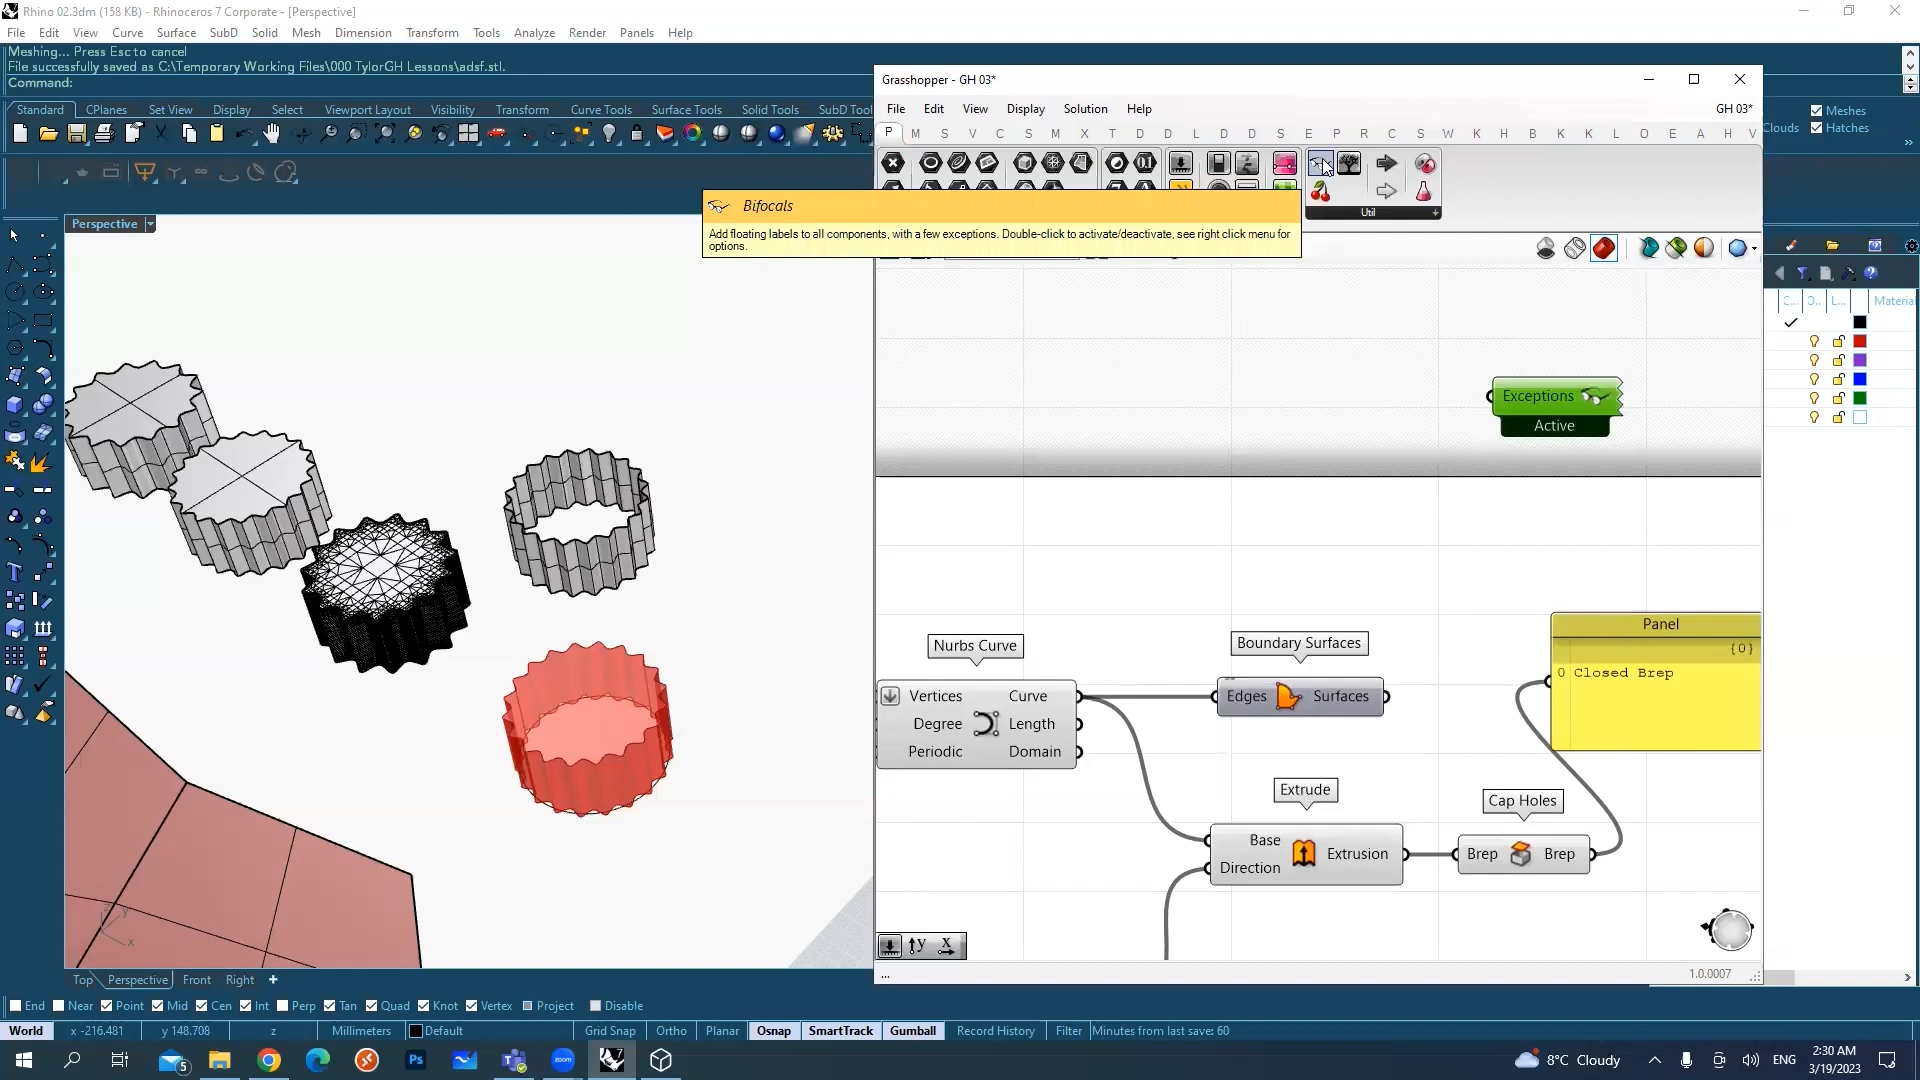 Rhino 02.3dm (158 KB) - Rhinoceros 7 Corporate - [Perspective]
File Edit View Curve Surface SubD Solid Mesh Dimension Transform Tools Analyze Render Panels Help
Meshing... Press Esc to cancel
File successfully saved as C:\Temporary Working Files\000 TylorGH Lessons\adsf.stl.
Command:
Standard CPlanes Set View Display Select Viewport Layout Visibility Transform Curve Tools Surface Tools Solid Tools SubD Tool
Grasshopper - GH 03*
File Edit View Display Solution Help GH 03*
P M S V C S M X T D D L D D S E P R C S W K H B K K L O E A H V
Meshes
Clouds Hatches
Util
Bifocals
Add floating labels to all components, with a few exceptions. Double-click to activate/deactivate, see right click menu for
options.
Perspective
C... O.. L... Material
Exceptions
Active
Nurbs Curve
Vertices Curve
Degree Length
Periodic Domain
Boundary Surfaces
Edges Surfaces
Panel
{0}
0 Closed Brep
Extrude
Base
Direction
Extrusion
Cap Holes
Brep Brep
y x
z y x
... 1.0.0007
Top Perspective Front Right
End Near Point Mid Cen Int Perp Tan Quad Knot Vertex Project Disable
World x -216.481 y 148.708 z Millimeters Default Grid Snap Ortho Planar Osnap SmartTrack Gumball Record History Filter Minutes from last save: 60
5 Ps zoom 8°C Cloudy ENG 2:30 AM
3/19/2023